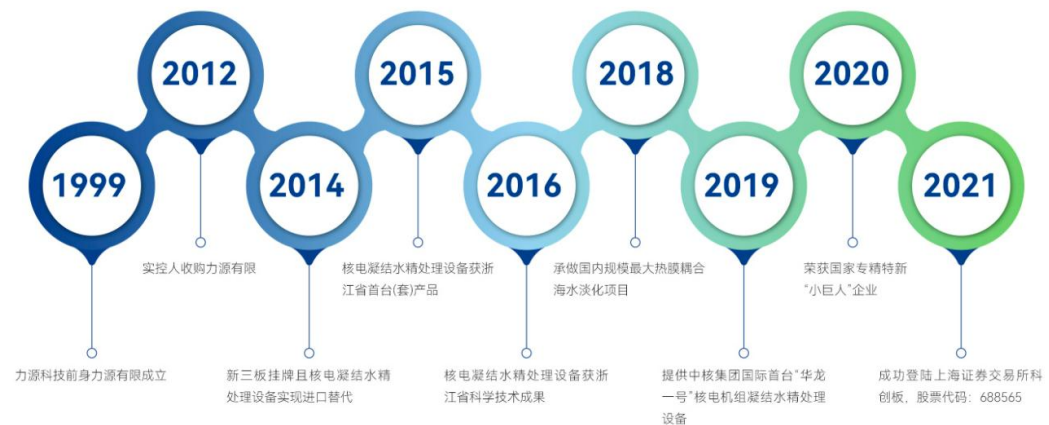 1999
力源科技前身力源有限成立
2012
实控人收购力源有限
2014
新三板挂牌且核电凝结水精
处理设备实现进口替代
2015
核电凝结水精处理设备获浙
江省首台(套)产品
2016
核电凝结水精处理设备获浙
江省科学技术成果
2018
承做国内规模最大热膜耦合
海水淡化项目
2019
提供中核集团国际首台“华龙
一号”核电机组凝结水精处理
设备
2020
荣获国家专精特新
“小巨人”企业
2021
成功登陆上海证券交易所科
创板，股票代码：688565